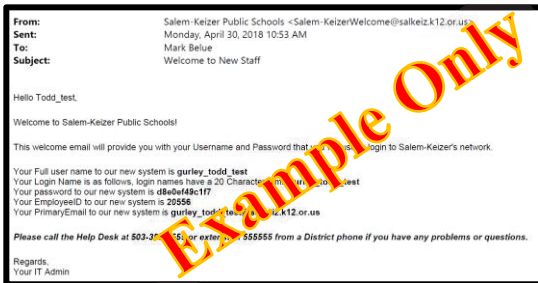 From: Salem-Keizer Public Schools <Salem-KeizerWelcome@salkeiz.k12.or.us>
Sent: Monday, April 30, 2018 10:53 AM
To: Mark Belue
Subject: Welcome to New Staff
Hello Todd_test,
Welcome to Salem-Keizer Public Schools!
This welcome email will provide you with your Username and Password that login to Salem-Keizer's network.
Your Full user name to our new system is gurley_todd_test
Your Login Name is as follows, login names have a 20 Character
Your password to our new system is d8e0ef49c1f7
Your EmployeeID to our new system is 20556
Your PrimaryEmail to our new system is
Please call the Help Desk at or 555555 from a District phone if you have any problems or questions.
Regards,
Your IT Admin
Example Only